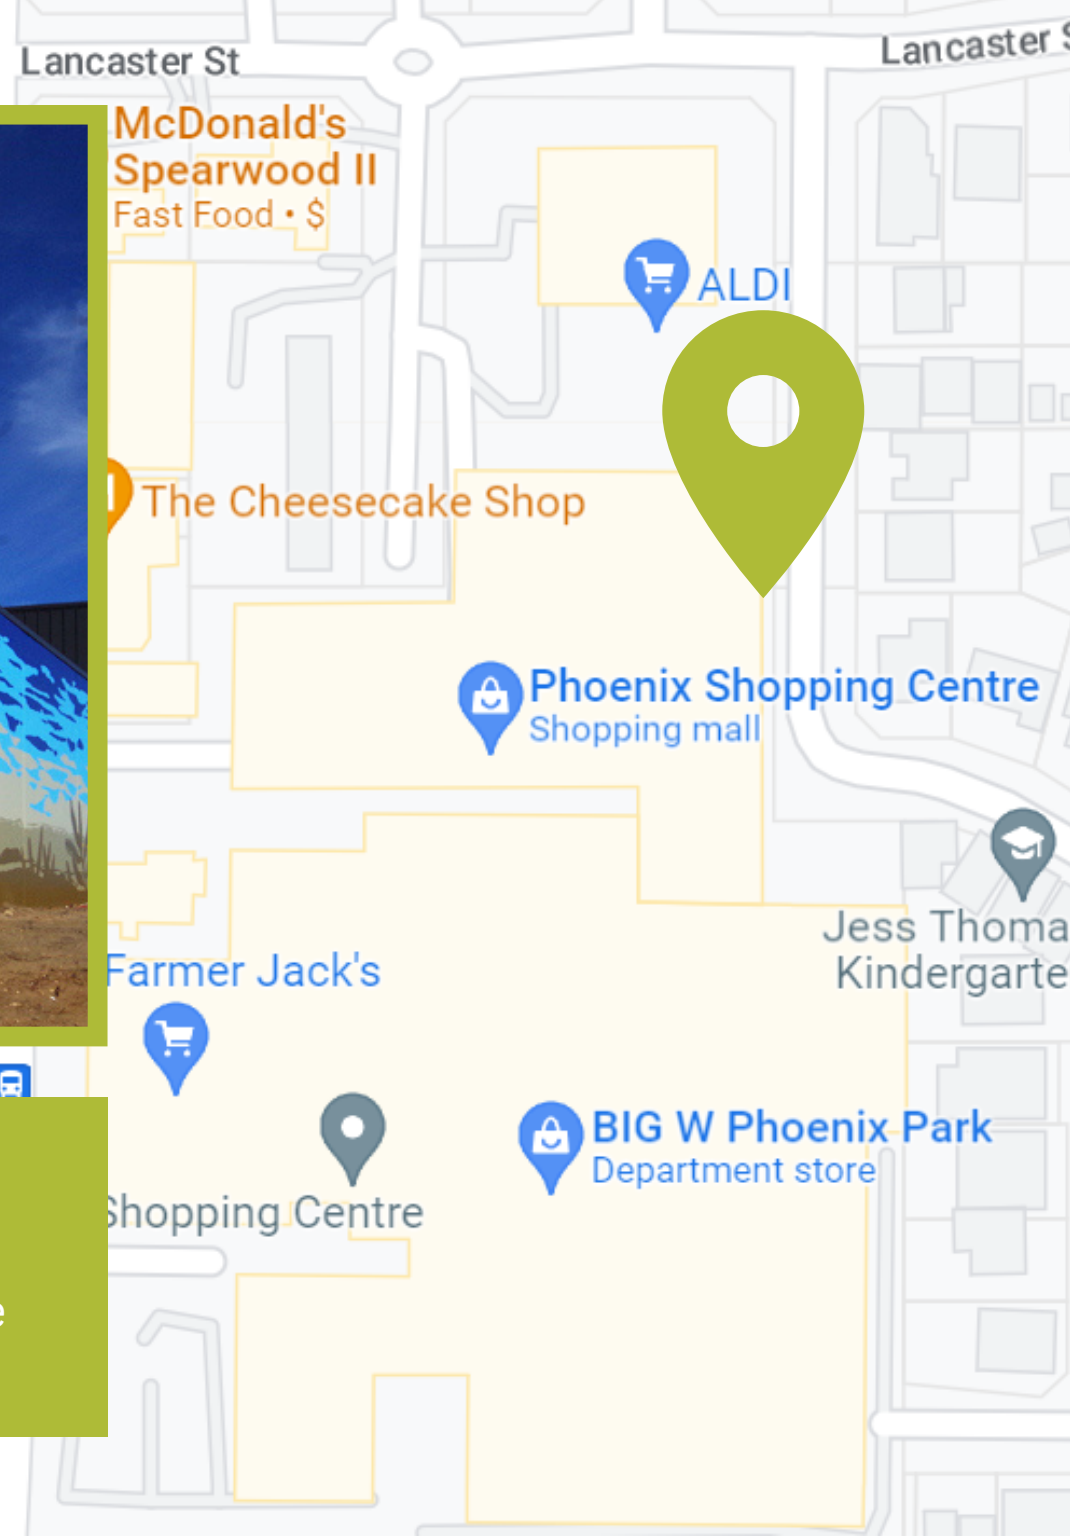 Lancaster St
Lancaster S
McDonald's
Spearwood II
Fast Food • $
ALDI
The Cheesecake Shop
Phoenix Shopping Centre
Shopping mall
Jess Thoma
Kindergarte
Farmer Jack's
BIG W Phoenix Park
Department store
Shopping Centre
e